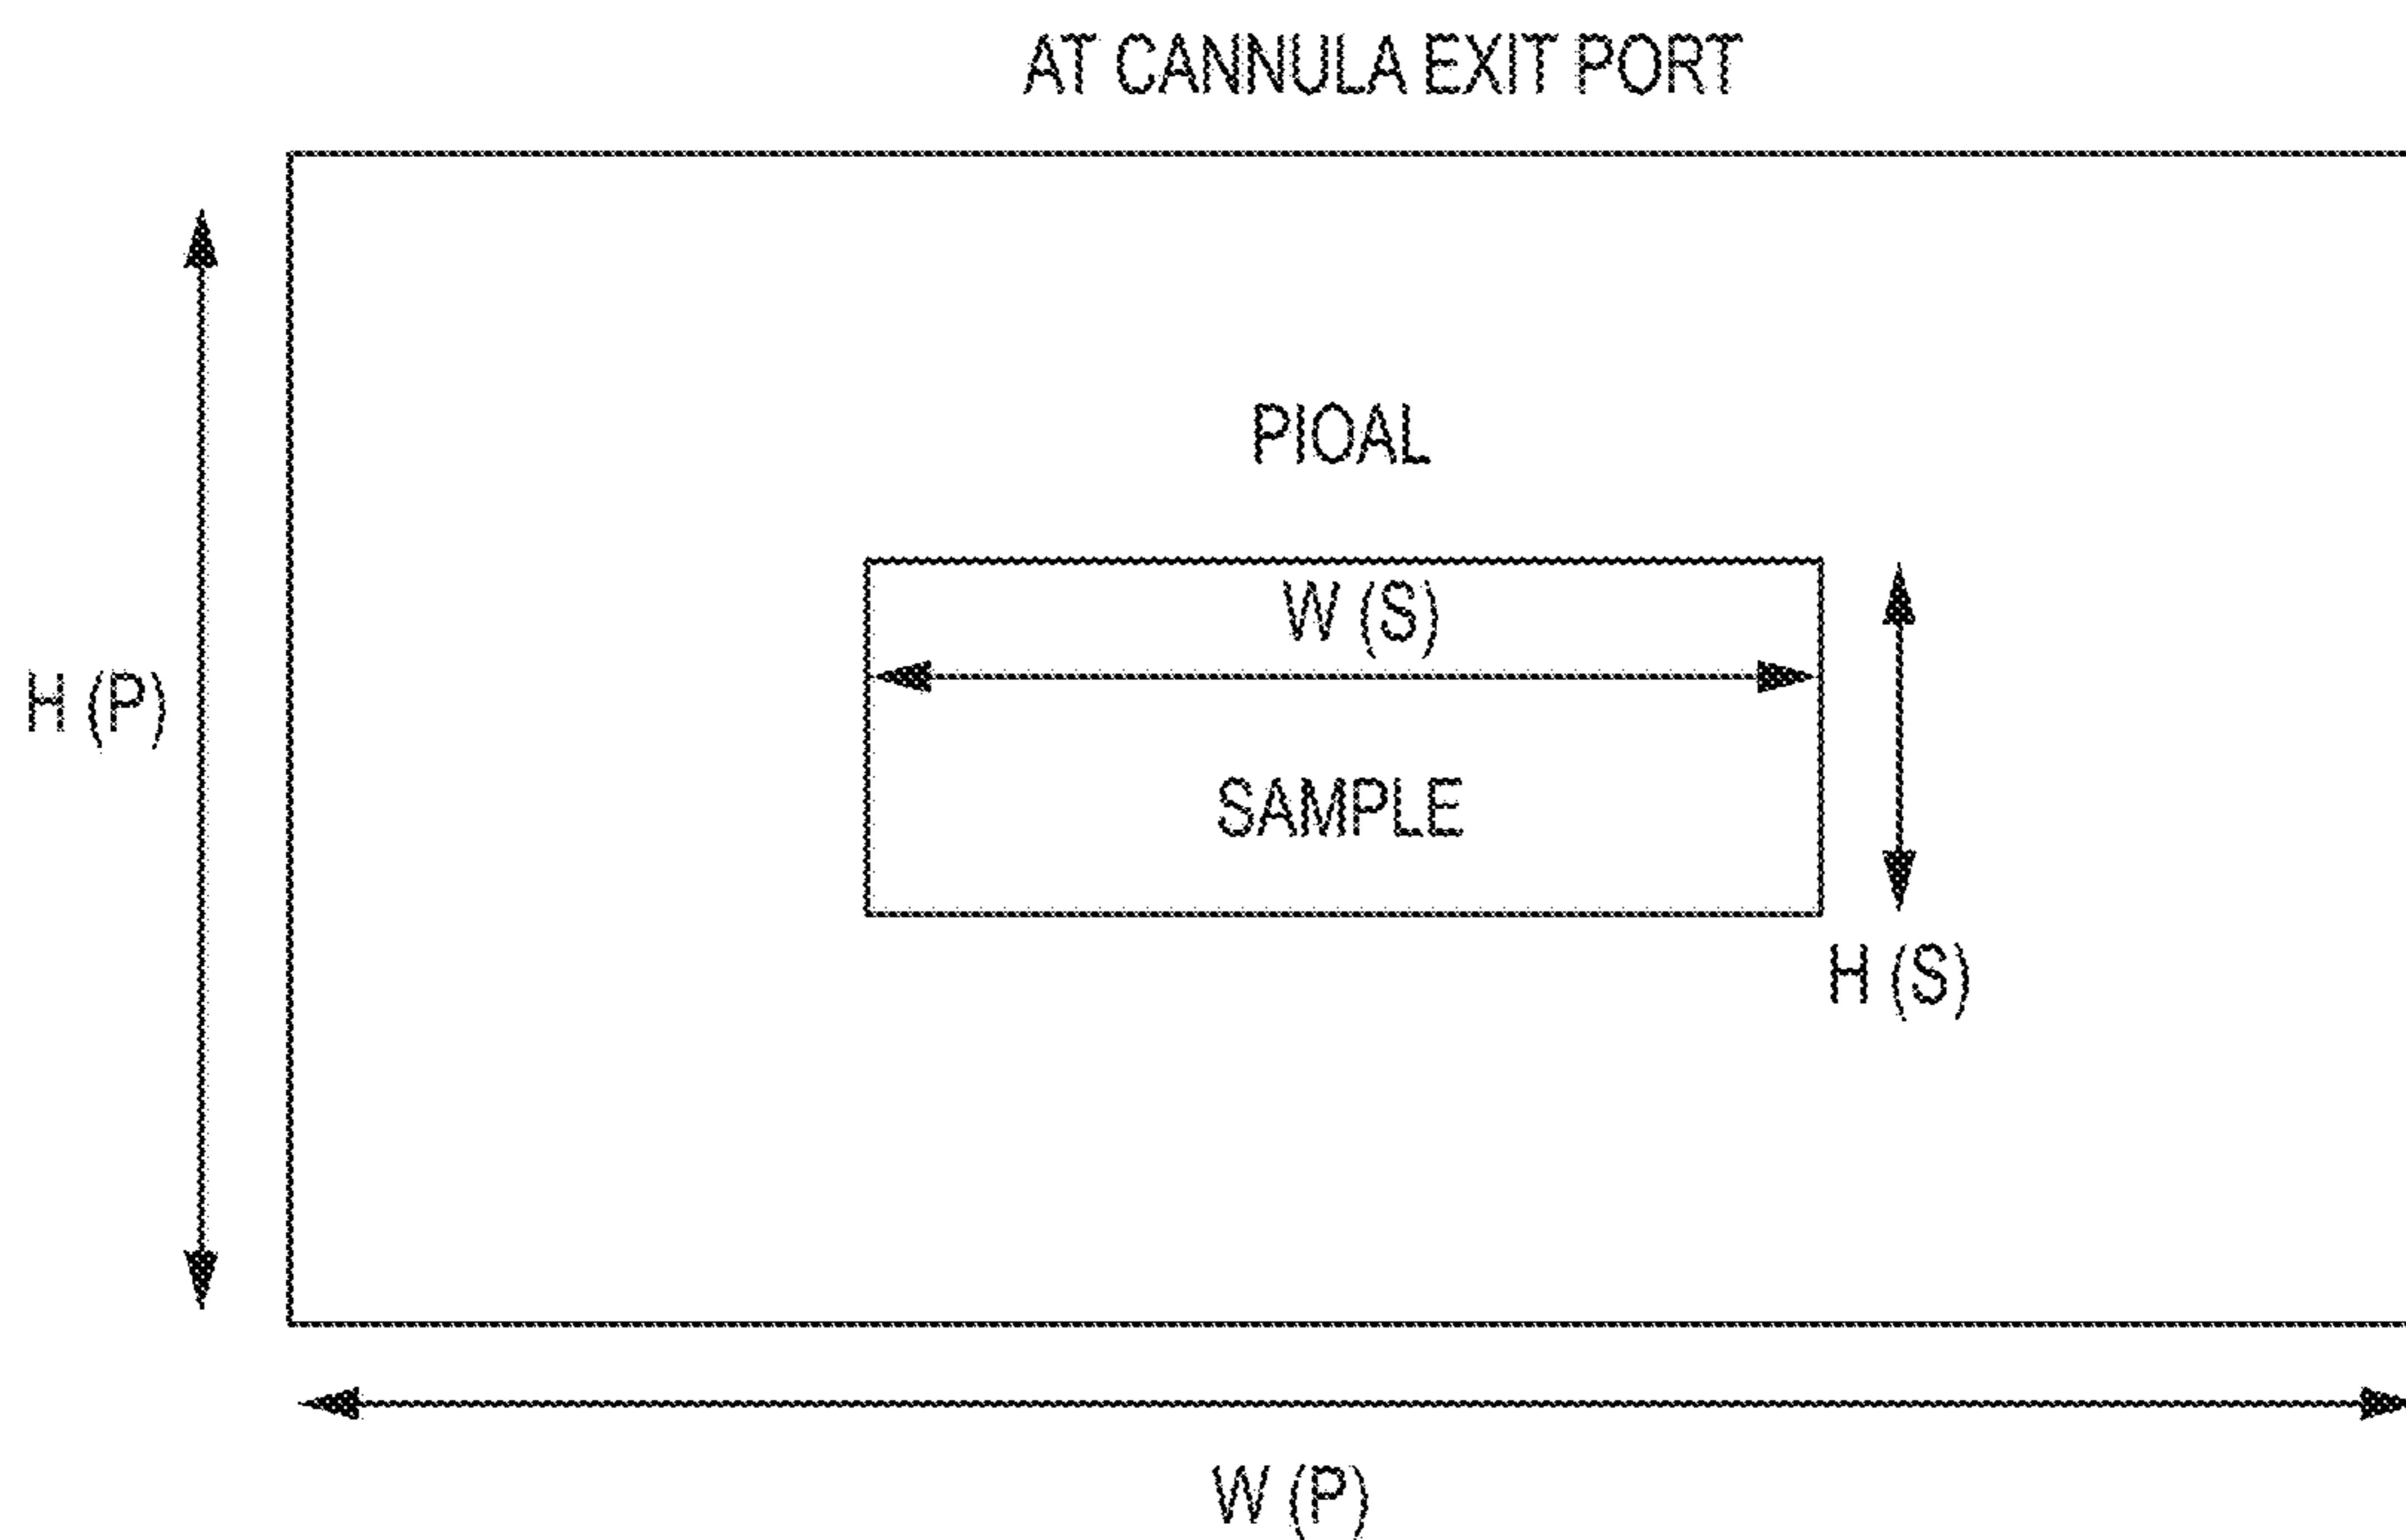 AT CANNULA EXIT PORT
PIOAL
W (S)
H (P)
SAMPLE
H (S)
W (P)